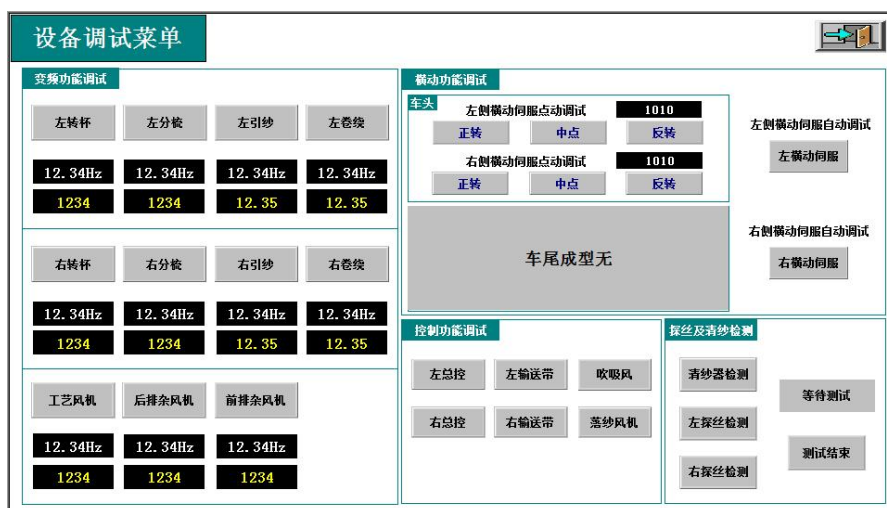 设备调试菜单
变频功能调试
左转杯 左分梳 左引纱 左卷绕
12.34Hz 12.34Hz 12.34Hz 12.34Hz
1234 1234 12.35 12.35
右转杯 右分梳 右引纱 右卷绕
12.34Hz 12.34Hz 12.34Hz 12.34Hz
1234 1234 12.35 12.35
工艺风机 后排杂风机 前排杂风机
12.34Hz 12.34Hz 12.34Hz
1234 1234 1234
横动功能调试
车头
左侧横动伺服点动调试 1010
正转 中点 反转
右侧横动伺服点动调试 1010
正转 中点 反转
车尾成型无
左侧横动伺服自动调试
左横动伺服
右侧横动伺服自动调试
右横动伺服
控制功能调试
左总控 左输送带 吹吸风
右总控 右输送带 落纱风机
探丝及清纱检测
清纱器检测
左探丝检测
右探丝检测
等待测试
测试结束